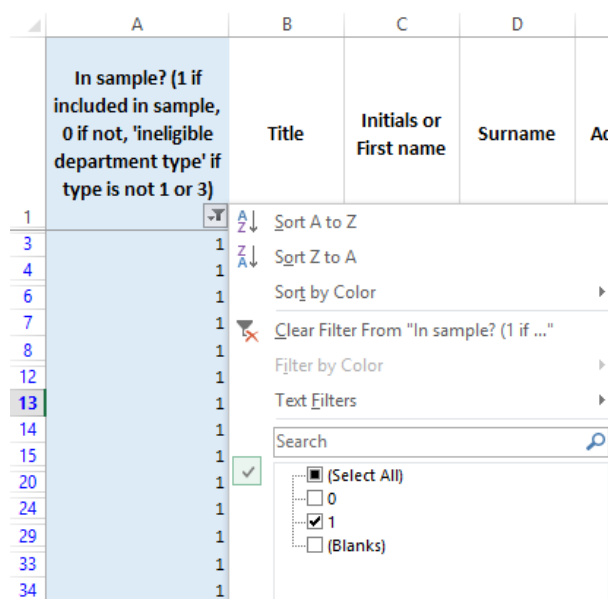 A B C D
In sample? (1 if
included in sample,
0 if not, 'ineligible
department type' if
type is not 1 or 3)
Title
Initials or
First name
Surname
Ac
1
3 1
4 1
6 1
7 1
8 1
12 1
13 1
14 1
15 1
20 1
24 1
29 1
33 1
34 1
Sort A to Z
Sort Z to A
Sort by Color
Clear Filter From "In sample? (1 if ..."
Filter by Color
Text Filters
Search
(Select All)
0
1
(Blanks)